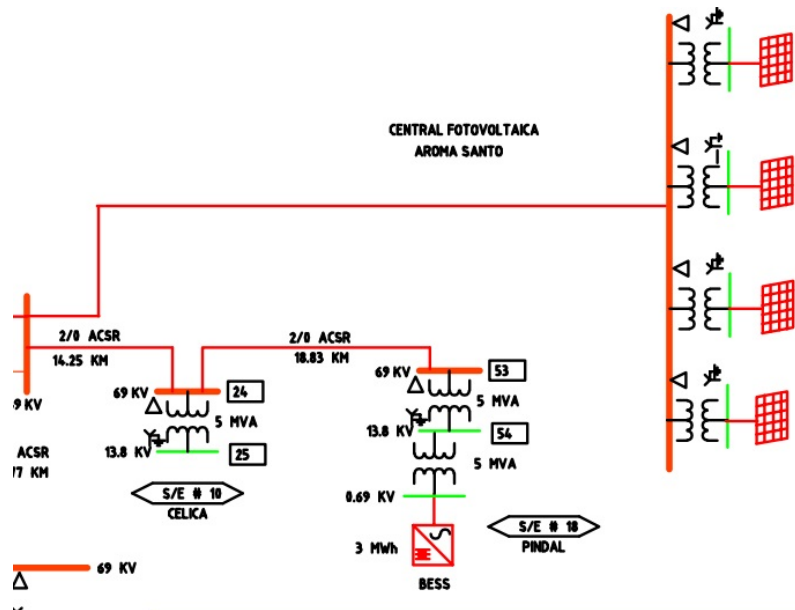 CENTRAL FOTOVOLTAICA
AROMA SANTO
2/0 ACSR
14.25 KM
2/0 ACSR
18.83 KM
9 KV
ACSR
77 KM
69 KV
24
5 MVA
13.8 KV
25
S/E # 10
CELICA
69 KV
53
5 MVA
13.8 KV
54
5 MVA
0.69 KV
3 MWh
BESS
S/E # 18
PINDAL
69 KV